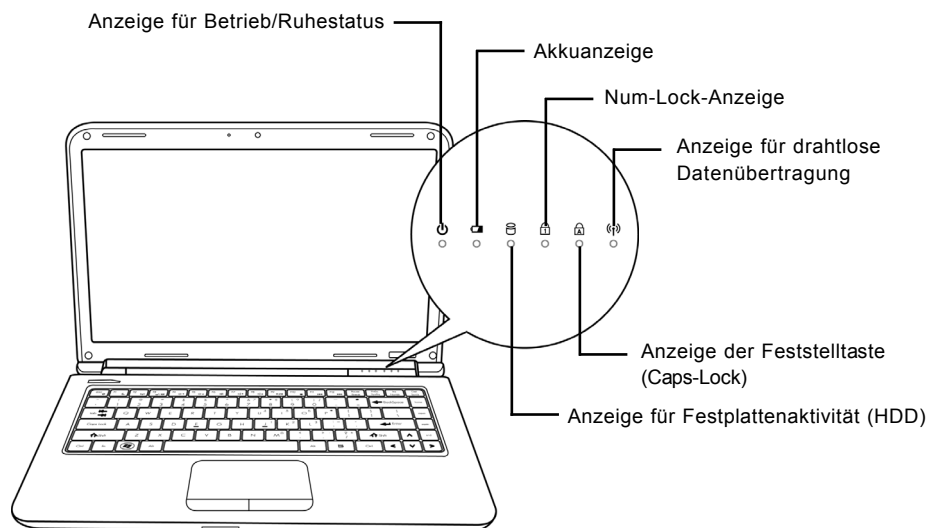 Anzeige für Betrieb/Ruhestatus
Akkuanzeige
Num-Lock-Anzeige
Anzeige für drahtlose
Datenübertragung
Anzeige der Feststelltaste
(Caps-Lock)
Anzeige für Festplattenaktivität (HDD)